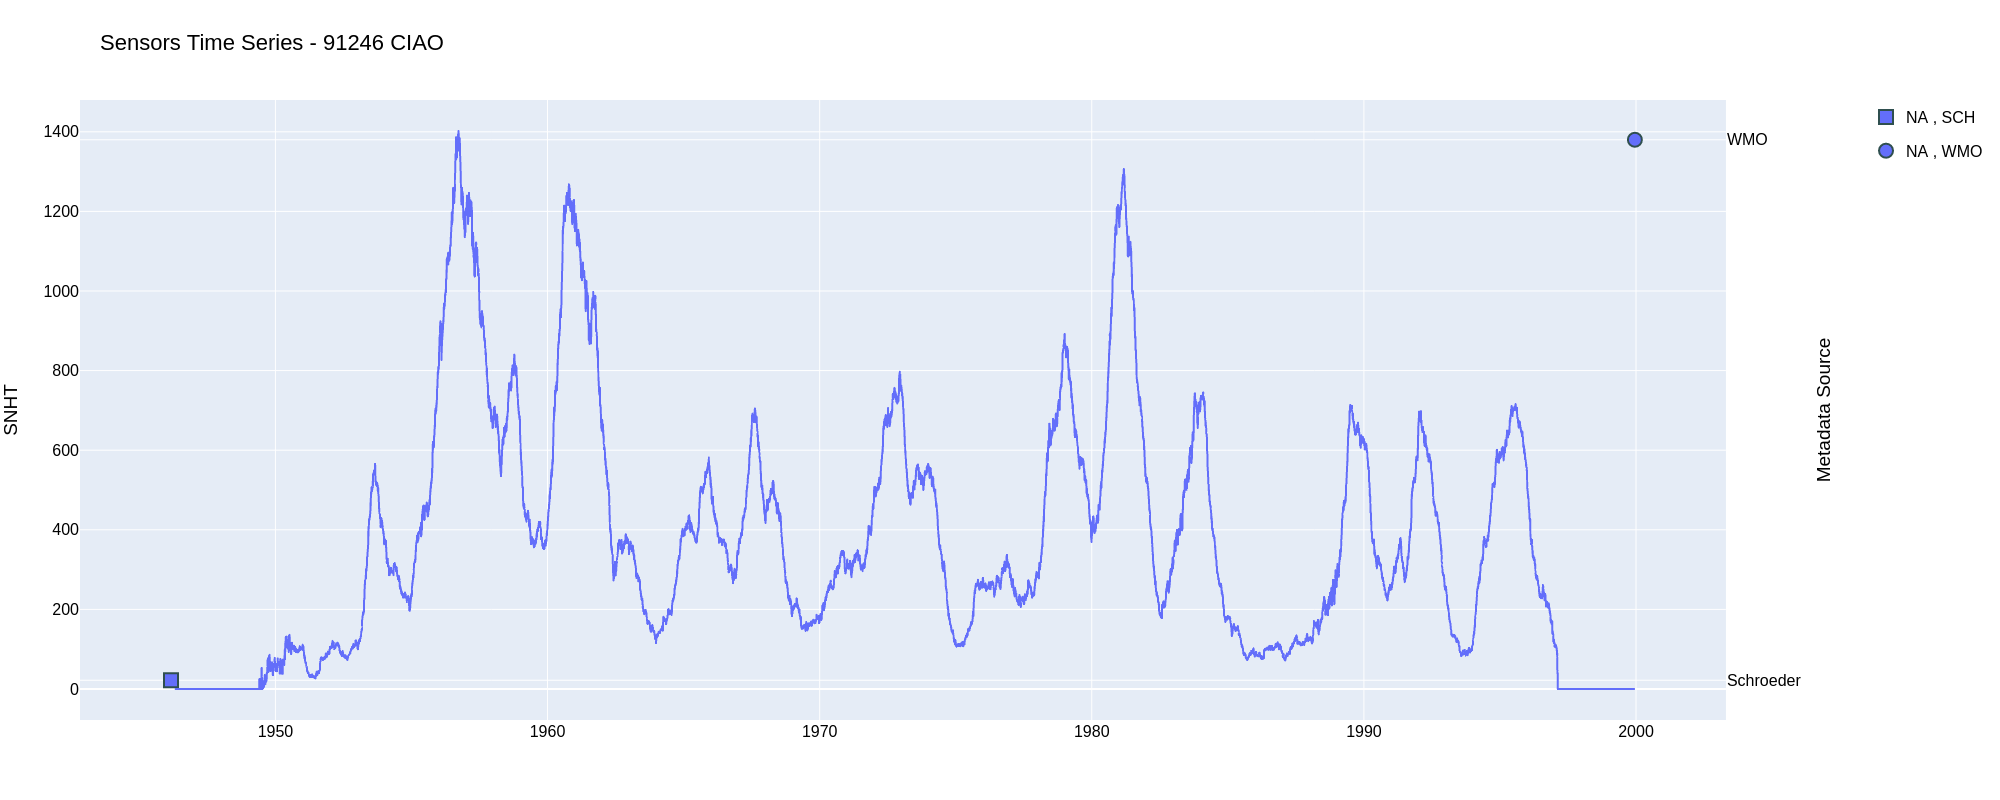 Sensors Time Series - 91246 CIAO
NA , SCH
NA , WMO
SNHT
1400
1200
1000
800
600
400
200
0
1950
1960
1970
1980
1990
2000
WMO
Schroeder
Metadata Source